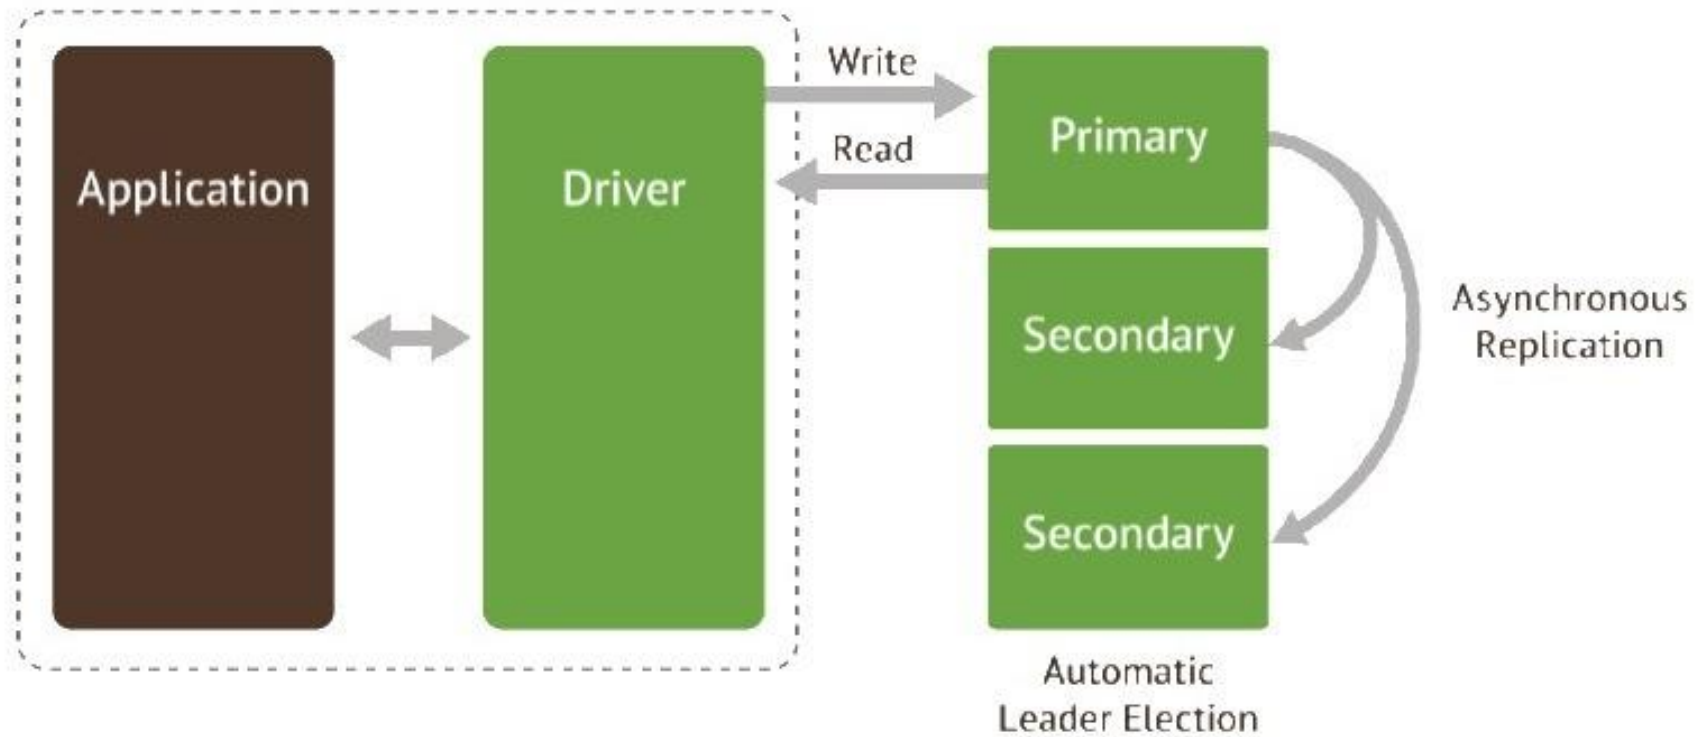 Application
Driver
Write
Read
Primary
Secondary
Secondary
Asynchronous
Replication
Automatic
Leader Election